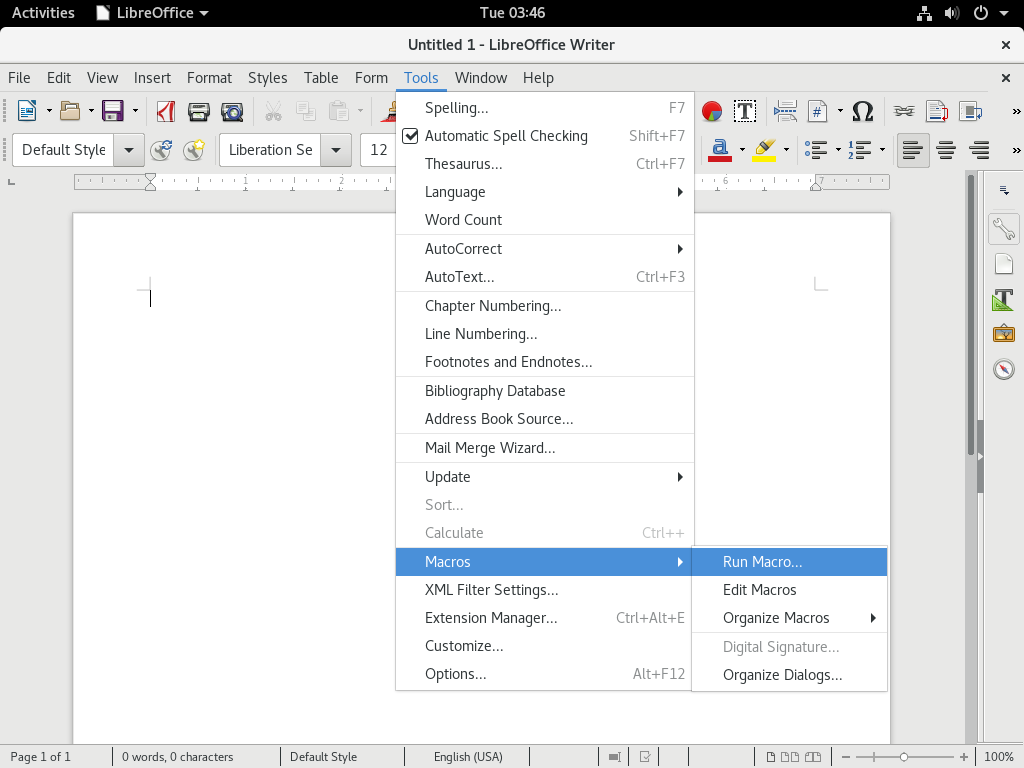 Activities LibreOffice Tue 03:46
Untitled 1 - LibreOffice Writer
File Edit View Insert Format Styles Table Form Tools Window Help
Default Style Liberation Se 12
1 2 6 7
Spelling... F7
Automatic Spell Checking Shift+F7
Thesaurus... Ctrl+F7
Language
Word Count
AutoCorrect
AutoText... Ctrl+F3
Chapter Numbering...
Line Numbering...
Footnotes and Endnotes...
Bibliography Database
Address Book Source...
Mail Merge Wizard...
Update
Sort...
Calculate Ctrl++
Macros
XML Filter Settings...
Extension Manager... Ctrl+Alt+E
Customize...
Options... Alt+F12
Run Macro...
Edit Macros
Organize Macros
Digital Signature...
Organize Dialogs...
Page 1 of 1 0 words, 0 characters Default Style English (USA) 100%